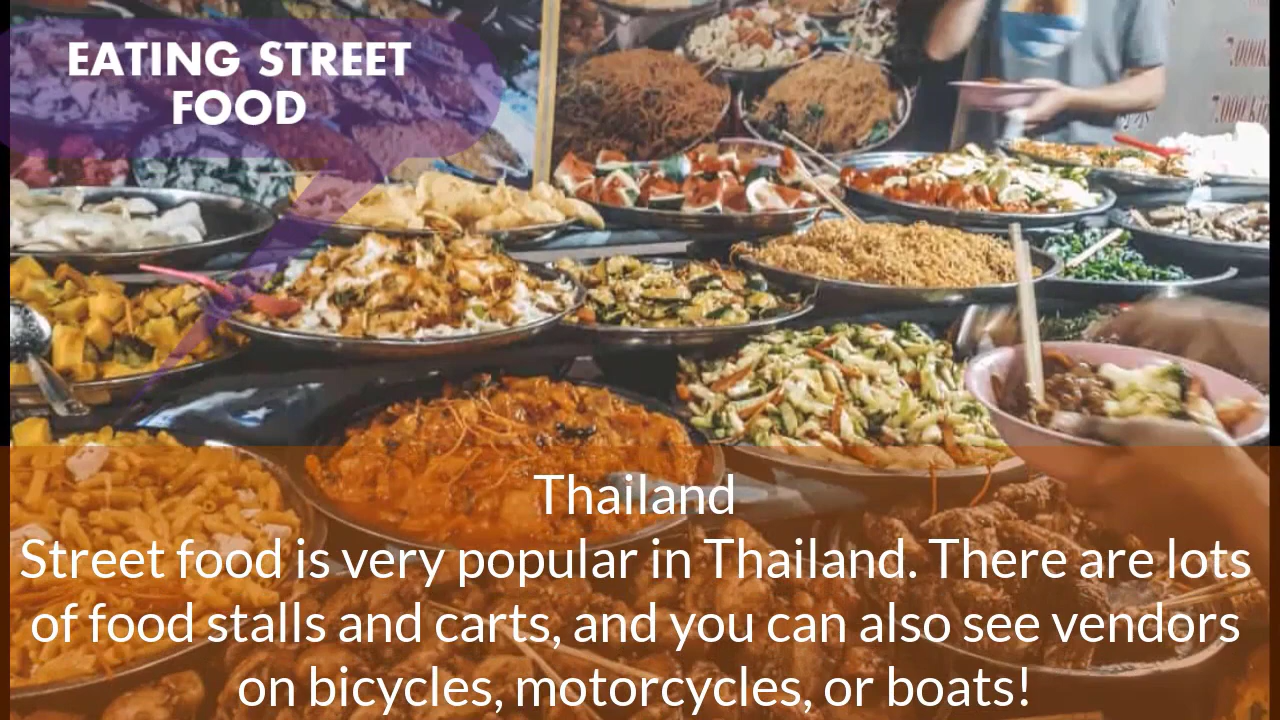 EATING STREET
FOOD
Thailand
Street food is very popular in Thailand. There are lots
of food stalls and carts, and you can also see vendors
on bicycles, motorcycles, or boats!